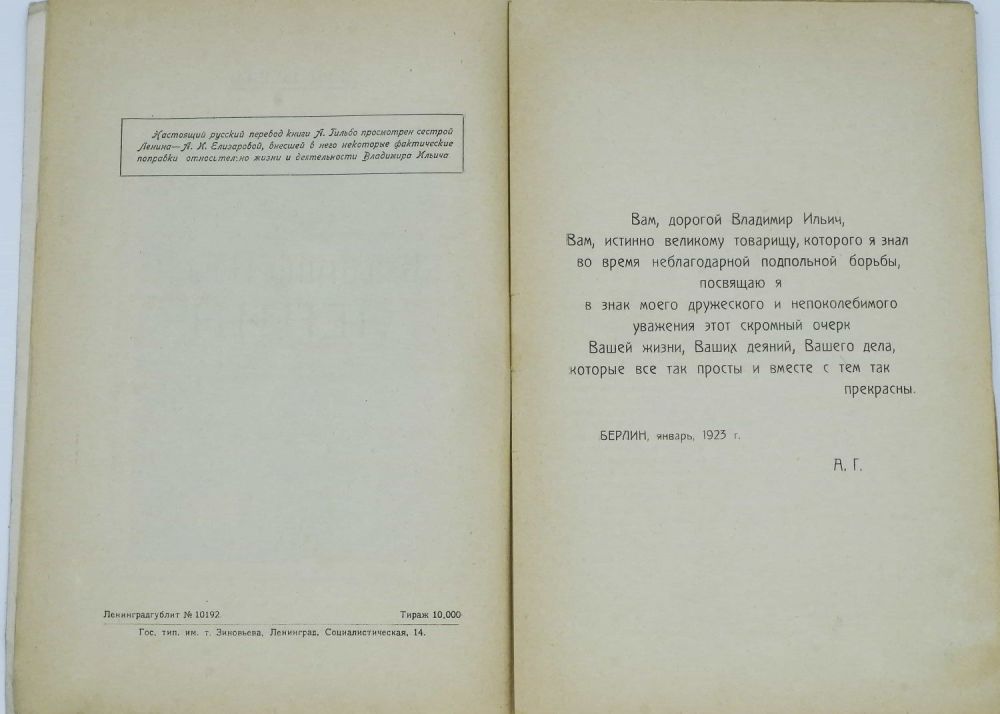 Настоящий русский перевод книги А. Гильбо просмотрен сестрой
Ленина—А. И. Елизаровой, внесшей в него некоторые фактические
поправки относительно жизни и деятельности Владимира Ильича
Ленинградгублит № 10192. Тираж 10,000
Гос. тип. им. т. Зиновьева, Ленинград, Социалистическая, 14.
Вам, дорогой Владимир Ильич,
Вам, истинно великому товарищу, которого я знал
во время неблагодарной подпольной борьбы,
посвящаю я
в знак моего дружеского и непоколебимого
уважения этот скромный очерк
Вашей жизни, Ваших деяний, Вашего дела,
которые все так просты и вместе с тем так
прекрасны.
БЕРЛИН, январь, 1923 г.
А. Г.